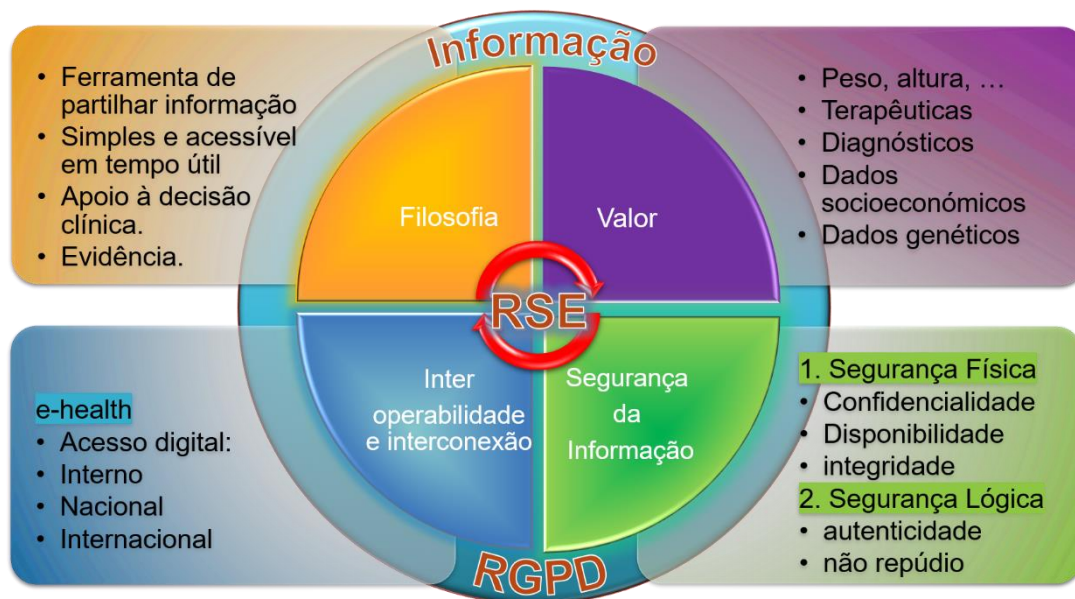 Informação
• Ferramenta de
partilhar informação
• Simples e acessível
em tempo útil
• Apoio à decisão
clínica.
• Evidência.
Filosofia
Valor
• Peso, altura, …
• Terapêuticas
• Diagnósticos
• Dados
socioeconómicos
• Dados genéticos
RSE
e-health
• Acesso digital:
• Interno
• Nacional
• Internacional
Inter
operabilidade
e interconexão
Segurança
da
Informação
1. Segurança Física
• Confidencialidade
• Disponibilidade
• integridade
2. Segurança Lógica
• autenticidade
• não repúdio
RGPD